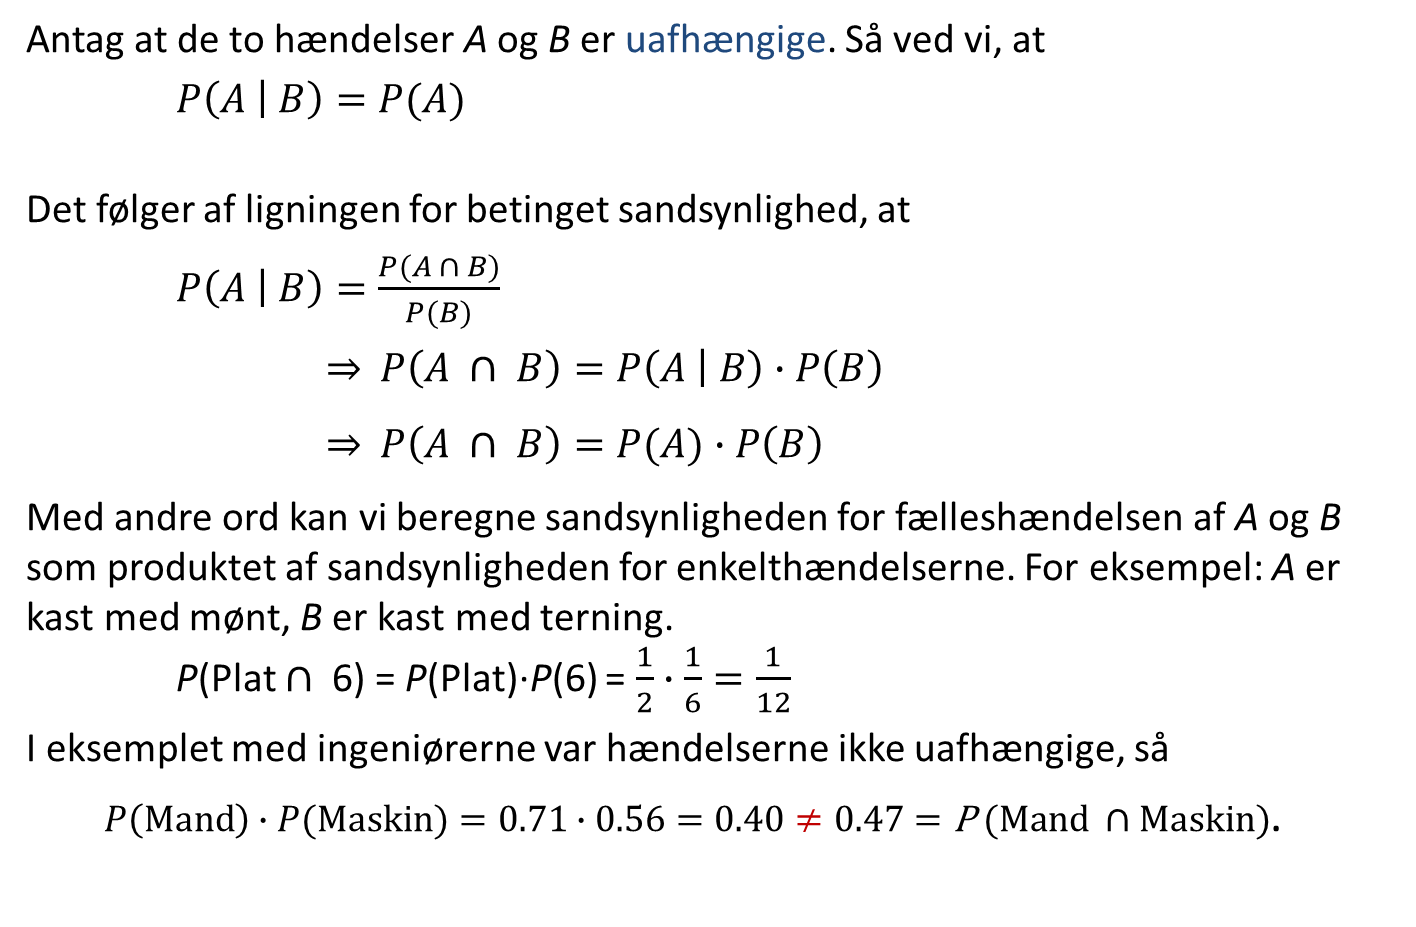 Antag at de to hændelser A og B er uafhængige. Så ved vi, at
P(A | B) = P(A)
Det følger af ligningen for betinget sandsynlighed, at
P(A | B) = P(A ∩ B) / P(B)
⇒ P(A ∩ B) = P(A | B) · P(B)
⇒ P(A ∩ B) = P(A) · P(B)
Med andre ord kan vi beregne sandsynligheden for fælleshændelsen af A og B
som produktet af sandsynligheden for enkelthændelserne. For eksempel: A er
kast med mønt, B er kast med terning.
P(Plat ∩ 6) = P(Plat)·P(6) = 1/2 · 1/6 = 1/12
I eksemplet med ingeniørerne var hændelserne ikke uafhængige, så
P(Mand) · P(Maskin) = 0.71 · 0.56 = 0.40 ≠ 0.47 = P(Mand ∩ Maskin).